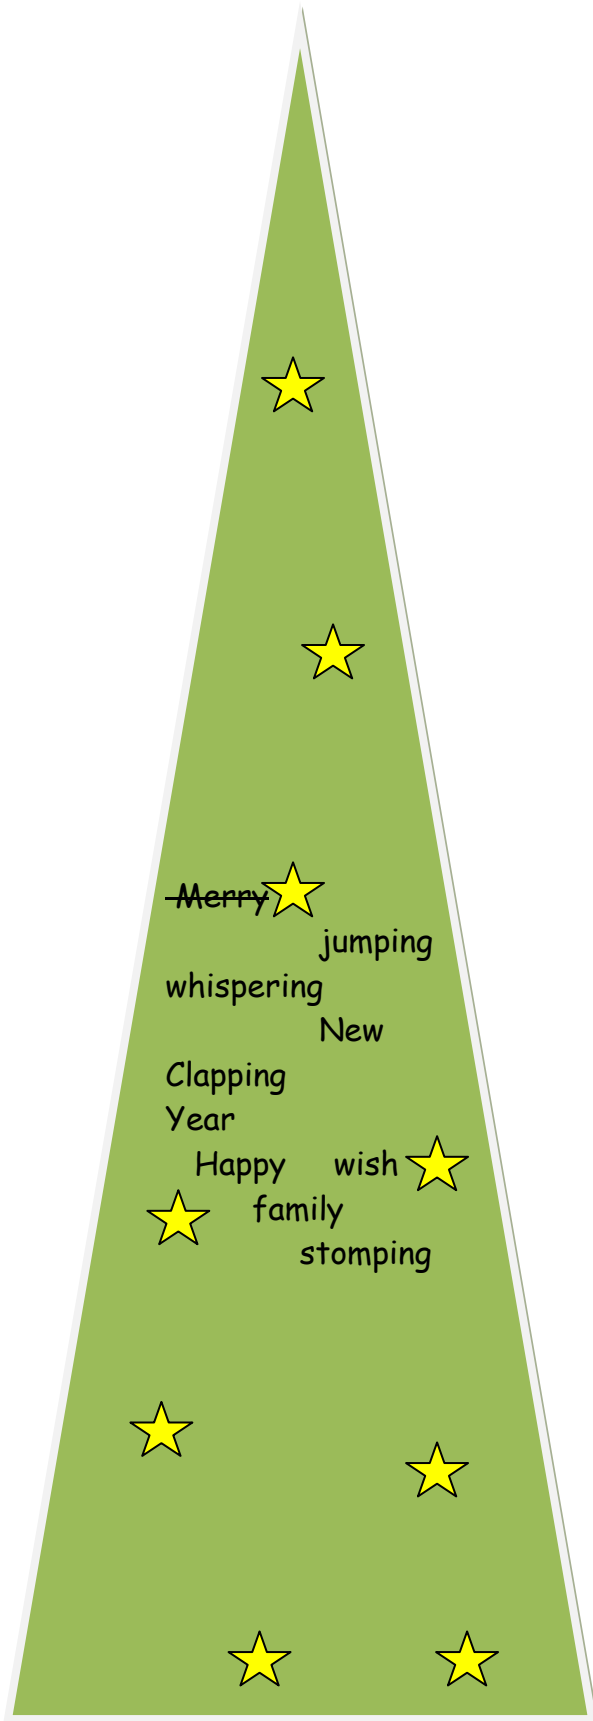 Merry
jumping
whispering
New
Clapping
Year
Happy wish
family
stomping